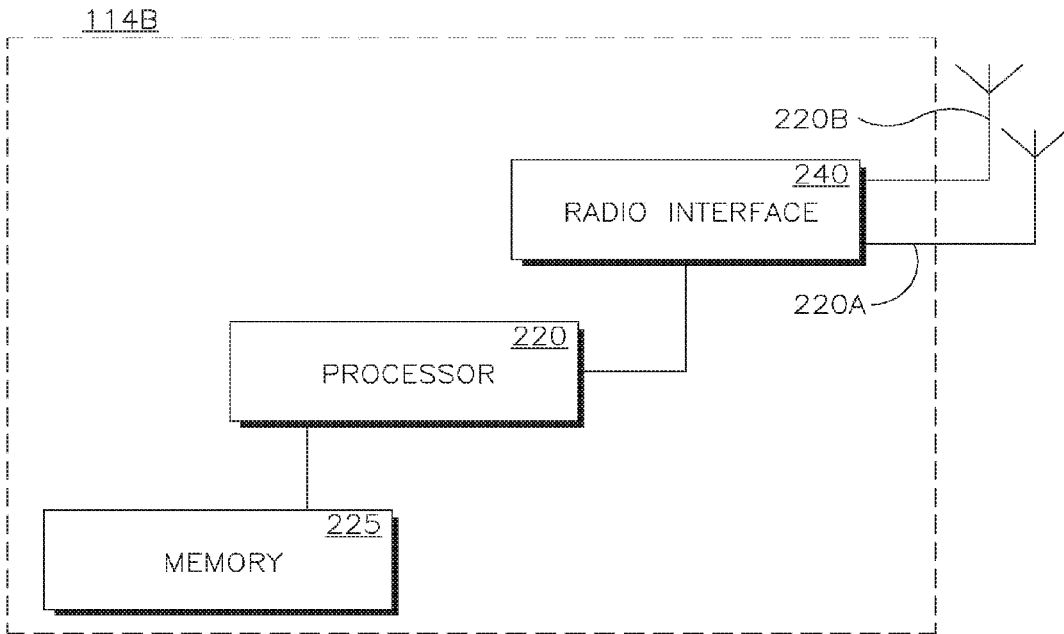 114B
220B
240
RADIO INTERFACE
220A
220
PROCESSOR
225
MEMORY